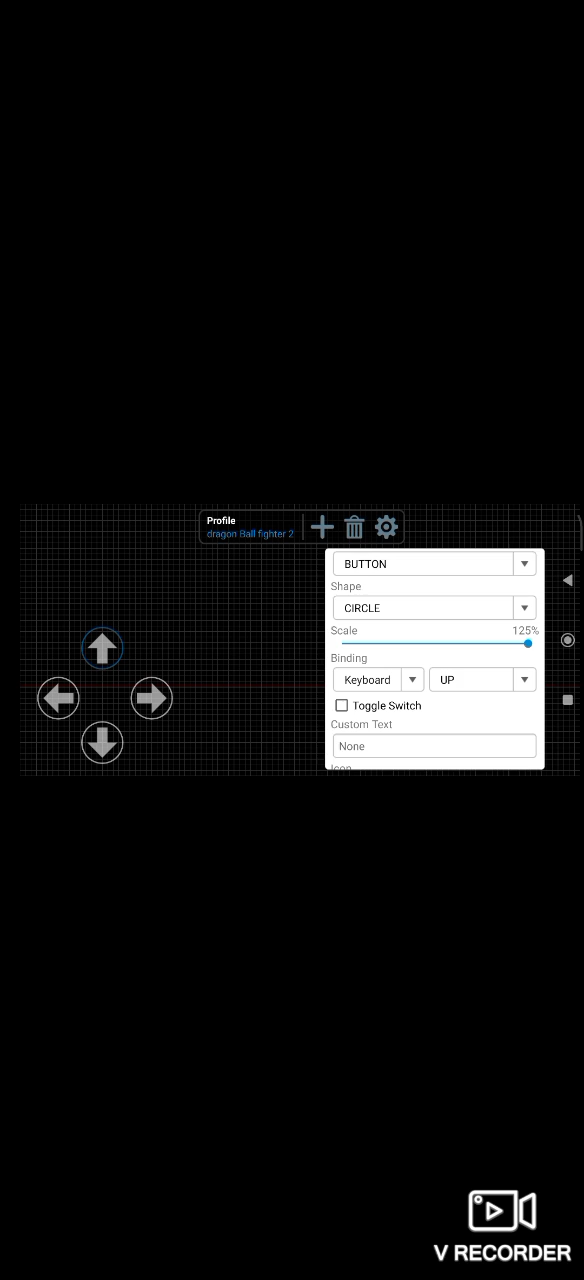 Profile
dragon Ball fighter 2
BUTTON
Shape
CIRCLE
Scale 125%
Binding
Keyboard UP
Toggle Switch
Custom Text
None
Icon
V RECORDER